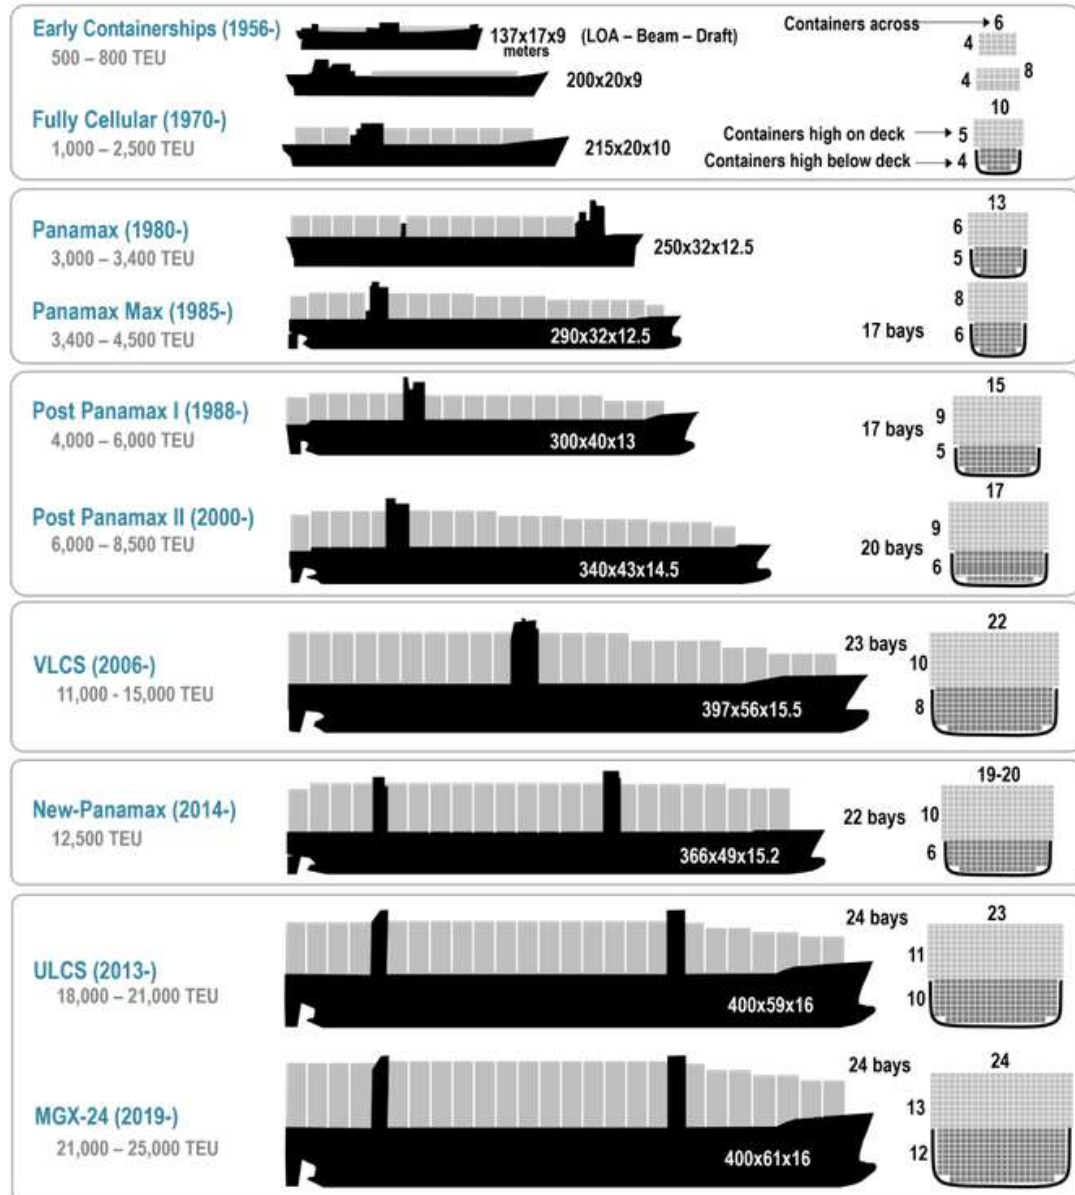 Early Containerships (1956-)
500 – 800 TEU
137x17x9 (LOA – Beam – Draft)
meters
200x20x9
Containers across
6
4
4
8
Fully Cellular (1970-)
1,000 – 2,500 TEU
215x20x10
10
Containers high on deck
5
Containers high below deck
4
Panamax (1980-)
3,000 – 3,400 TEU
250x32x12.5
13
6
5
Panamax Max (1985-)
3,400 – 4,500 TEU
290x32x12.5
17 bays
8
6
Post Panamax I (1988-)
4,000 – 6,000 TEU
300x40x13
17 bays
15
9
5
Post Panamax II (2000-)
6,000 – 8,500 TEU
340x43x14.5
20 bays
17
9
6
VLCS (2006-)
11,000 - 15,000 TEU
397x56x15.5
23 bays
22
10
8
New-Panamax (2014-)
12,500 TEU
366x49x15.2
22 bays
19-20
10
6
ULCS (2013-)
18,000 – 21,000 TEU
400x59x16
24 bays
23
11
10
MGX-24 (2019-)
21,000 – 25,000 TEU
400x61x16
24 bays
24
13
12